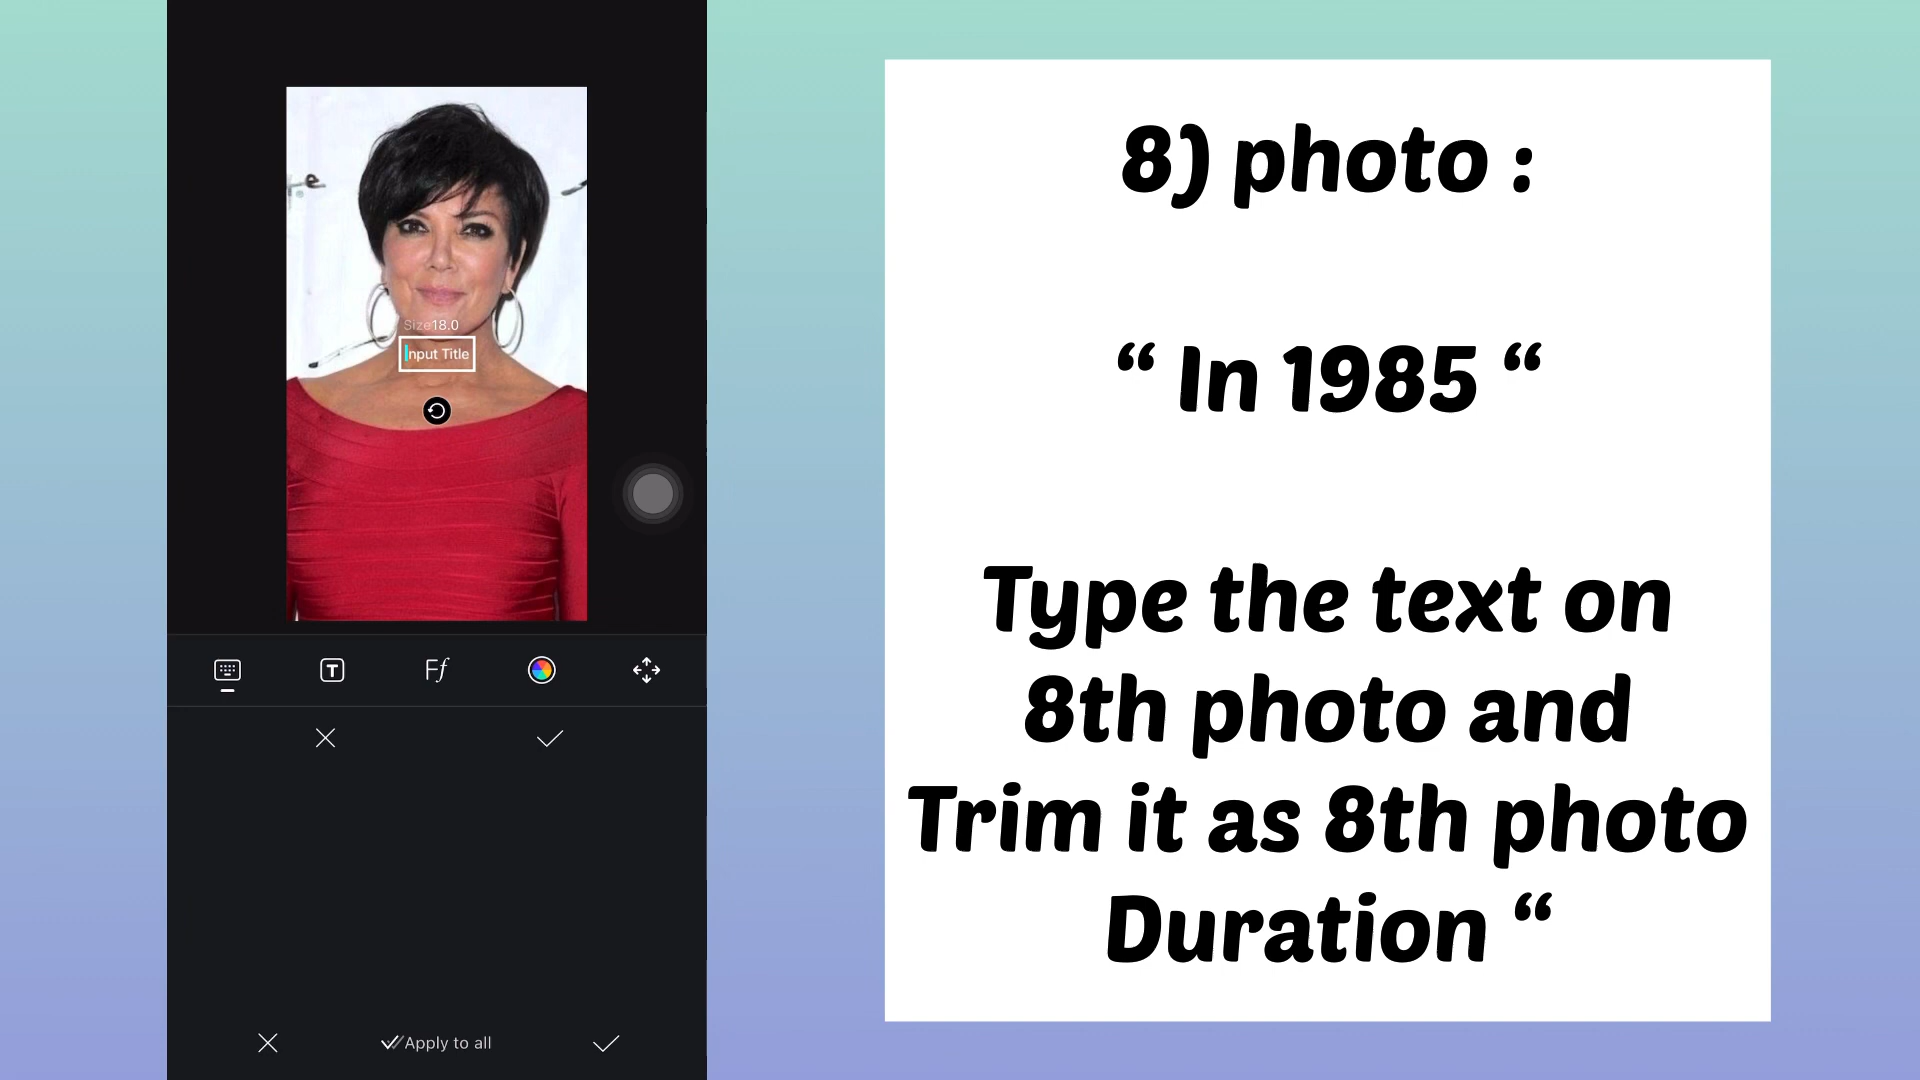 Size18.0
Input Title
Apply to all
8) photo :
“ In 1985 “
Type the text on
8th photo and
Trim it as 8th photo
Duration “